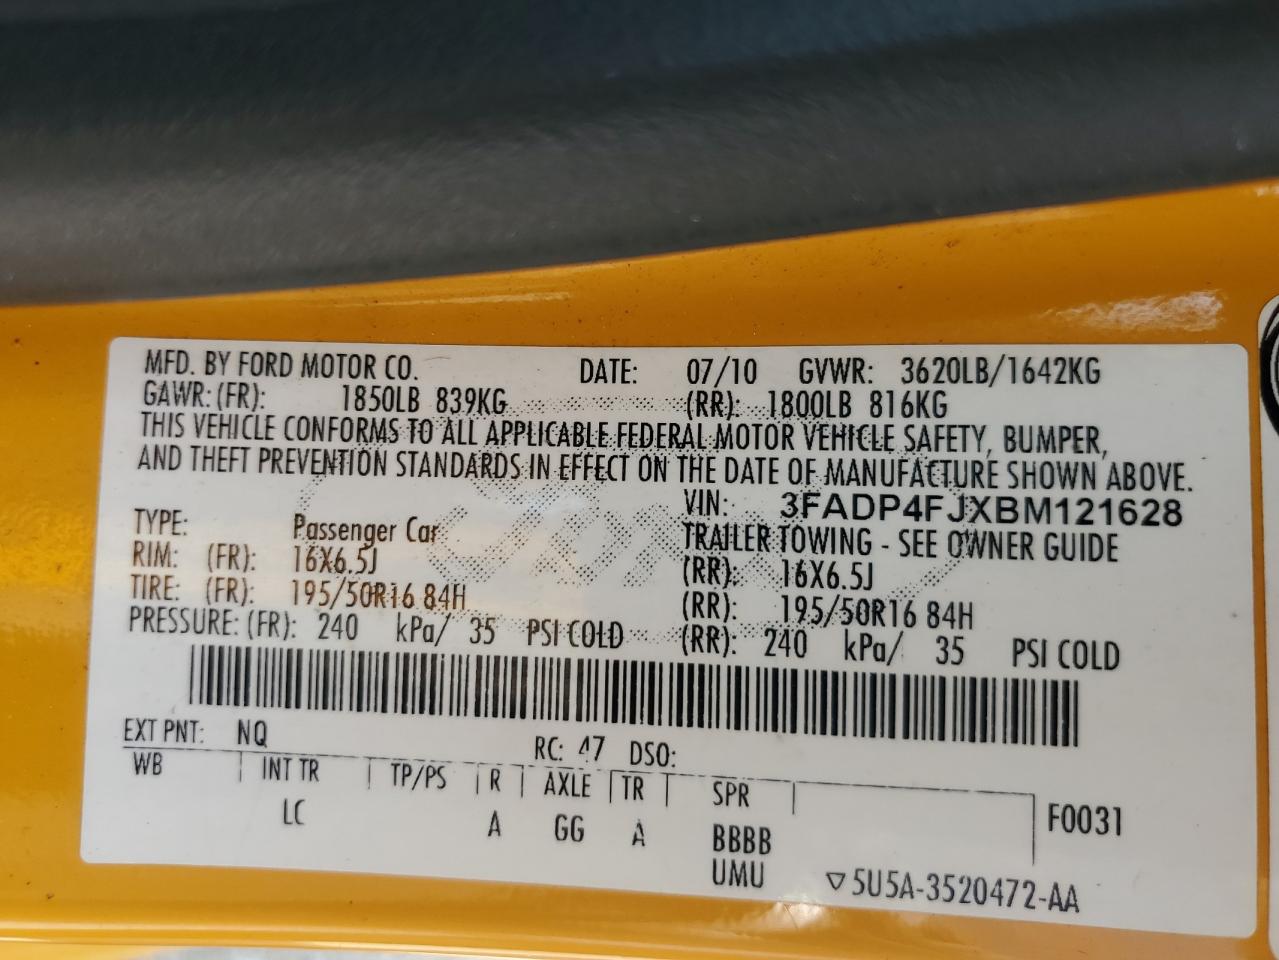 MFD. BY FORD MOTOR CO. DATE: 07/10 GVWR: 3620LB/1642KG
GAWR: (FR): 1850LB 839KG (RR): 1800LB 816KG
THIS VEHICLE CONFORMS TO ALL APPLICABLE FEDERAL MOTOR VEHICLE SAFETY, BUMPER,
AND THEFT PREVENTION STANDARDS IN EFFECT ON THE DATE OF MANUFACTURE SHOWN ABOVE.
VIN: 3FADP4FJXBM121628
TYPE: Passenger Car TRAILER TOWING - SEE OWNER GUIDE
RIM: (FR): 16X6.5J (RR): 16X6.5J
TIRE: (FR): 195/50R16 84H (RR): 195/50R16 84H
PRESSURE: (FR): 240 kPa/ 35 PSI COLD (RR): 240 kPa/ 35 PSI COLD
EXT PNT: NQ RC: 47 DSO:
WB INT TR TP/PS R AXLE TR SPR F0031
LC A GG A BBBB
UMU ▽5U5A-3520472-AA